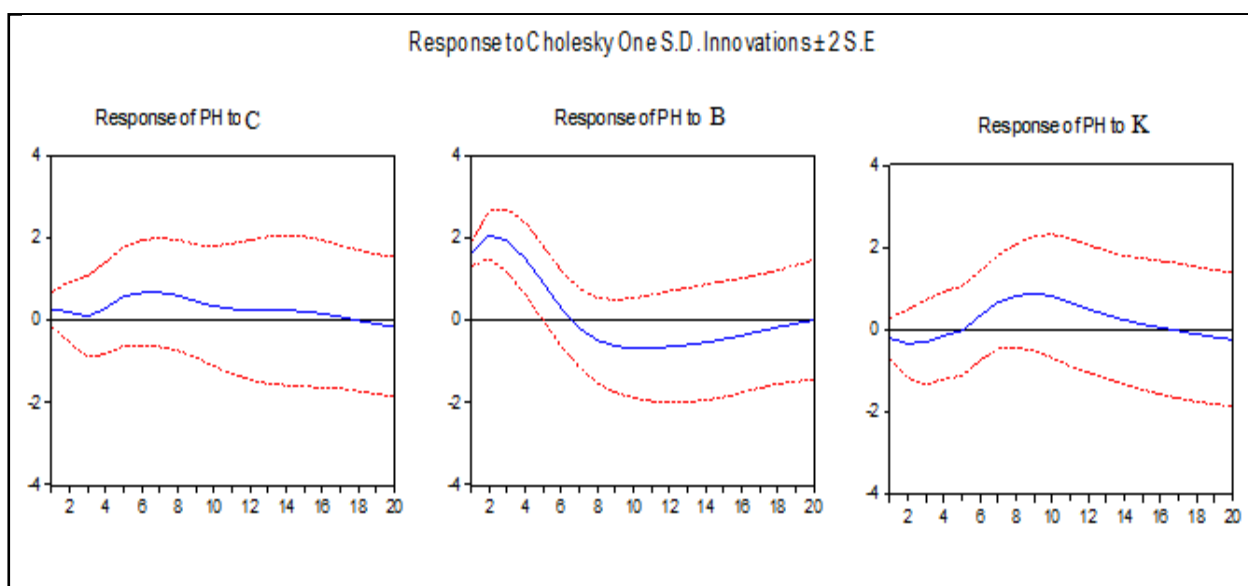 Response to Cholesky One S.D. Innovations ± 2 S.E
Response of PH to C
4
2
0
-2
-4
2 4 6 8 10 12 14 16 18 20
Response of PH to B
4
2
0
-2
-4
2 4 6 8 10 12 14 16 18 20
Response of PH to K
4
2
0
-2
-4
2 4 6 8 10 12 14 16 18 20